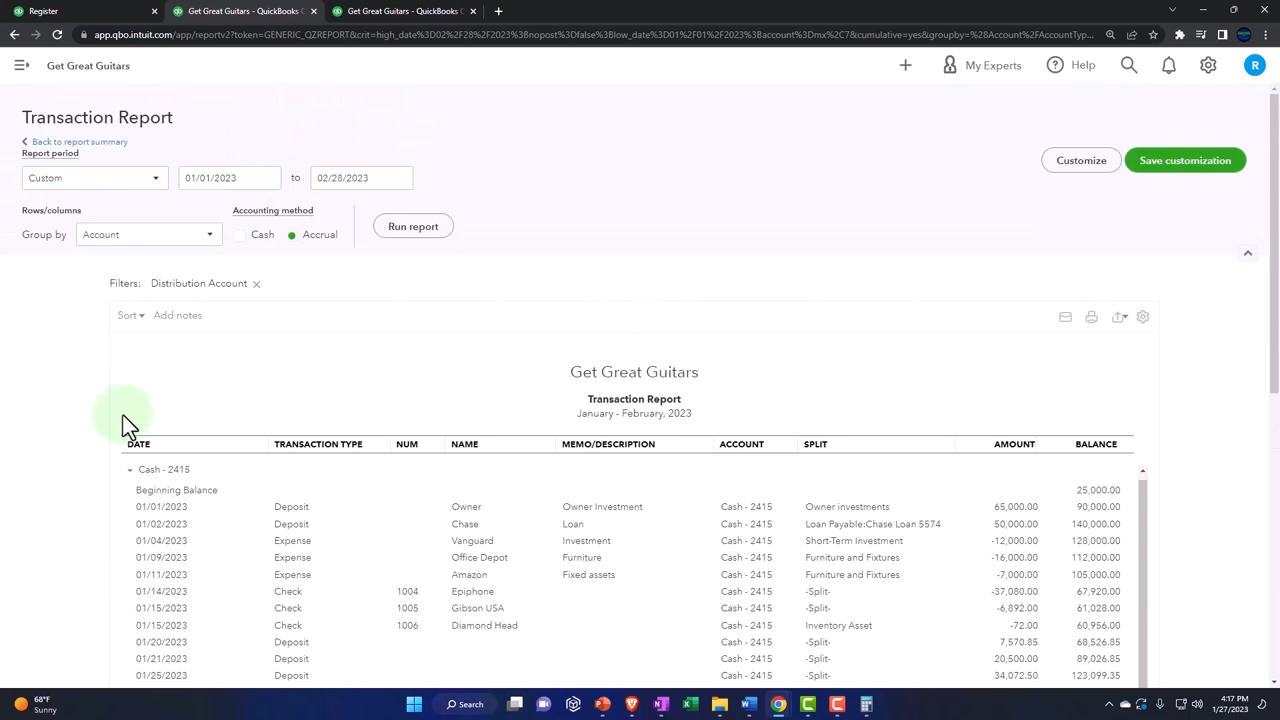 Register ×
Get Great Guitars - QuickBooks C ×
Get Great Guitars - QuickBooks C ×
app.qbo.intuit.com/app/reportv2?token=GENERIC_QZREPORT&crit=high_date%3D02%2F28%2F2023%3Bnopost%3Dfalse%3Blow_date%3D01%2F01%2F2023%3Baccount%3Dmx%2C7%3Bcumulative%3Dyes%3Bgroupby=%28Account%2FAccountTyp...
Get Great Guitars My Experts Help R
Transaction Report
Back to report summary
Report period
Custom 01/01/2023 to 02/28/2023
Customize Save customization
Rows/columns Accounting method
Group by Account Cash Accrual Run report
Filters: Distribution Account ×
Sort Add notes
Get Great Guitars
Transaction Report
January - February, 2023
DATE TRANSACTION TYPE NUM NAME MEMO/DESCRIPTION ACCOUNT SPLIT AMOUNT BALANCE
Cash - 2415
Beginning Balance 25,000.00
01/01/2023 Deposit Owner Owner Investment Cash - 2415 Owner investments 65,000.00 90,000.00
01/02/2023 Deposit Chase Loan Cash - 2415 Loan Payable:Chase Loan 5574 50,000.00 140,000.00
01/04/2023 Expense Vanguard Investment Cash - 2415 Short-Term Investment -12,000.00 128,000.00
01/09/2023 Expense Office Depot Furniture Cash - 2415 Furniture and Fixtures -16,000.00 112,000.00
01/11/2023 Expense Amazon Fixed assets Cash - 2415 Furniture and Fixtures -7,000.00 105,000.00
01/14/2023 Check 1004 Epiphone Cash - 2415 -Split- -37,080.00 67,920.00
01/15/2023 Check 1005 Gibson USA Cash - 2415 -Split- -6,892.00 61,028.00
01/15/2023 Check 1006 Diamond Head Cash - 2415 Inventory Asset -72.00 60,956.00
01/20/2023 Deposit Cash - 2415 -Split- 7,570.85 68,526.85
01/21/2023 Deposit Cash - 2415 -Split- 20,500.00 89,026.85
01/25/2023 Deposit Cash - 2415 -Split- 34,072.50 123,099.35
68°F
Sunny
Search
4:17 PM
1/27/2023